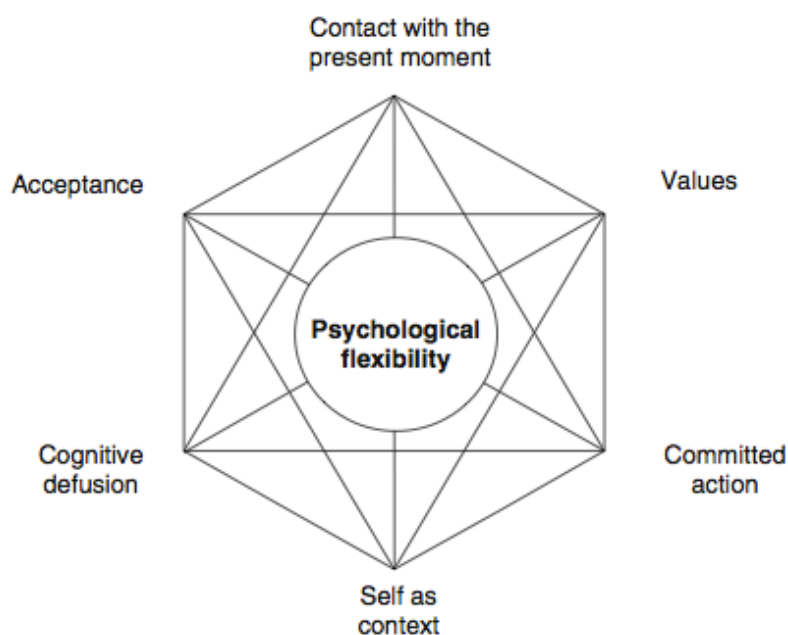 Contact with the
present moment
Acceptance
Values
Psychological
flexibility
Cognitive
defusion
Committed
action
Self as
context